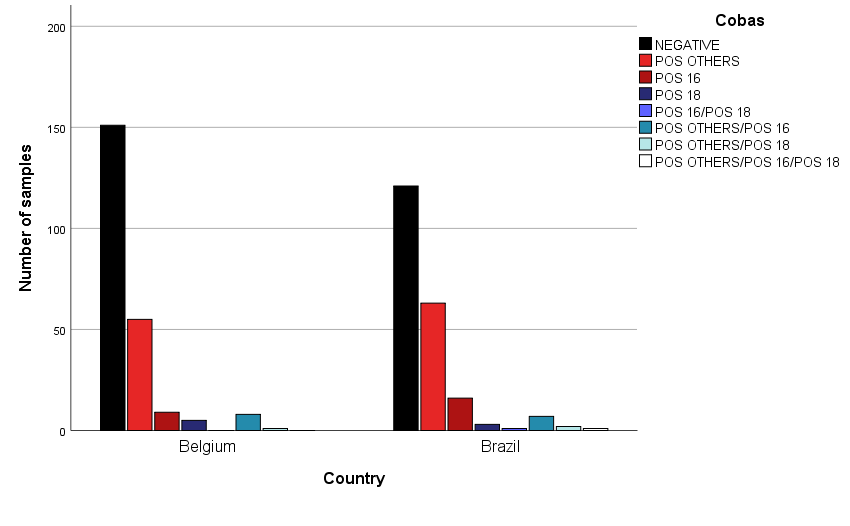 200
150
100
50
0
Number of samples
Belgium
Brazil
Country
Cobas
NEGATIVE
POS OTHERS
POS 16
POS 18
POS 16/POS 18
POS OTHERS/POS 16
POS OTHERS/POS 18
POS OTHERS/POS 16/POS 18